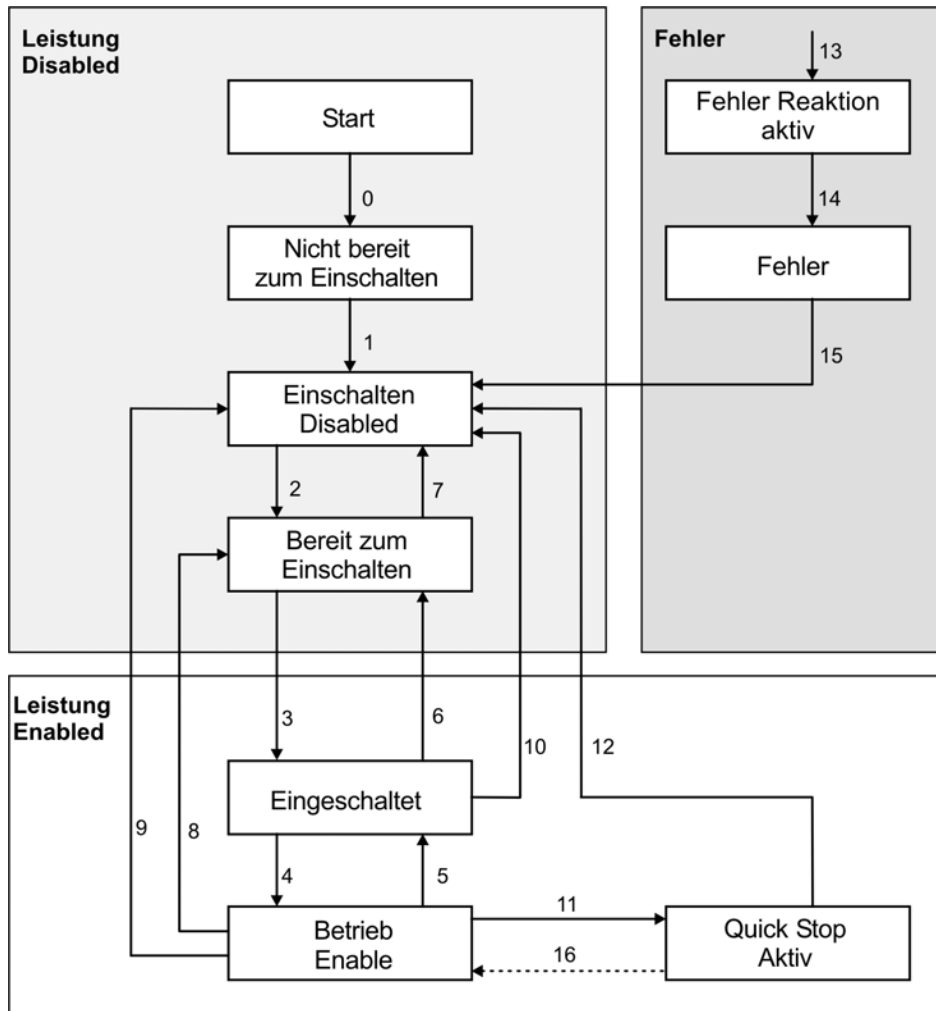 Leistung
Disabled
Start
0
Nicht bereit
zum Einschalten
1
Einschalten
Disabled
2
7
Bereit zum
Einschalten
Fehler
13
Fehler Reaktion
aktiv
14
Fehler
15
Leistung
Enabled
3
6
10
12
Eingeschaltet
9
8
4
5
11
Betrieb
Enable
16
Quick Stop
Aktiv